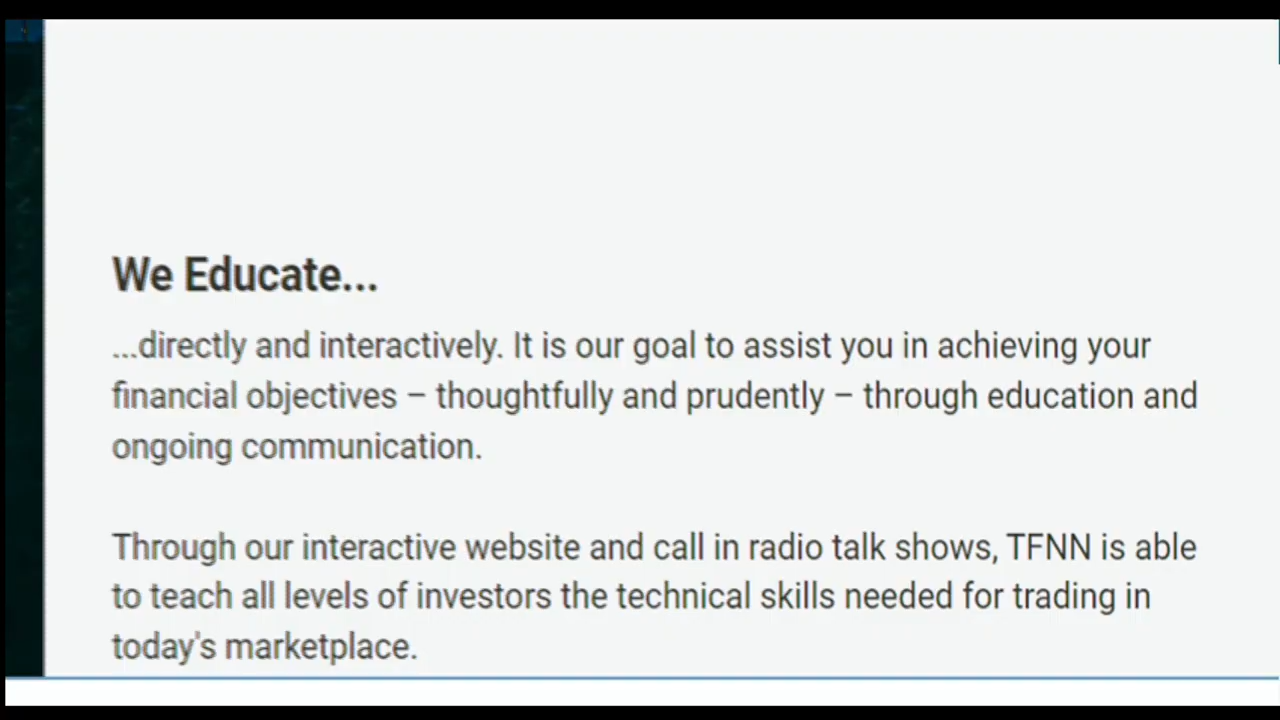 We Educate...
...directly and interactively. It is our goal to assist you in achieving your
financial objectives – thoughtfully and prudently – through education and
ongoing communication.
Through our interactive website and call in radio talk shows, TFNN is able
to teach all levels of investors the technical skills needed for trading in
today's marketplace.